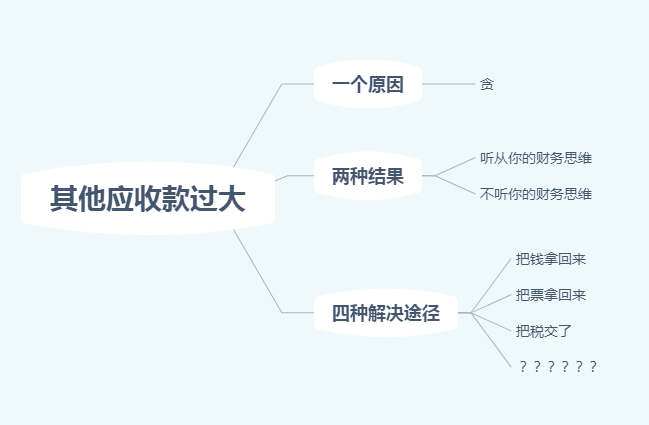 其他应收款过大
一个原因
贪
两种结果
听从你的财务思维
不听你的财务思维
四种解决途径
把钱拿回来
把票拿回来
把税交了
？？？？？？